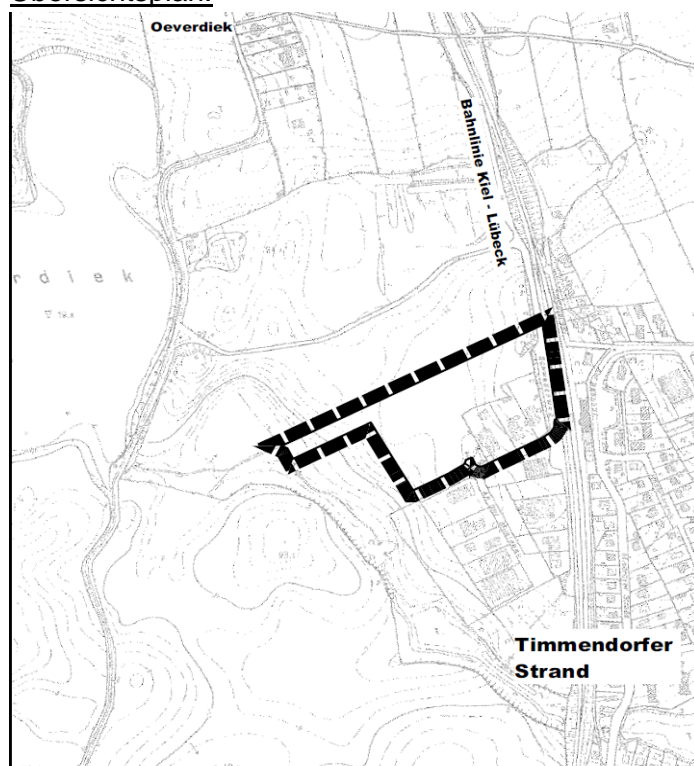 Übersichtsplan:
Oeverdiek
Bahnlinie Kiel - Lübeck
r d i e k
Timmendorfer
Strand